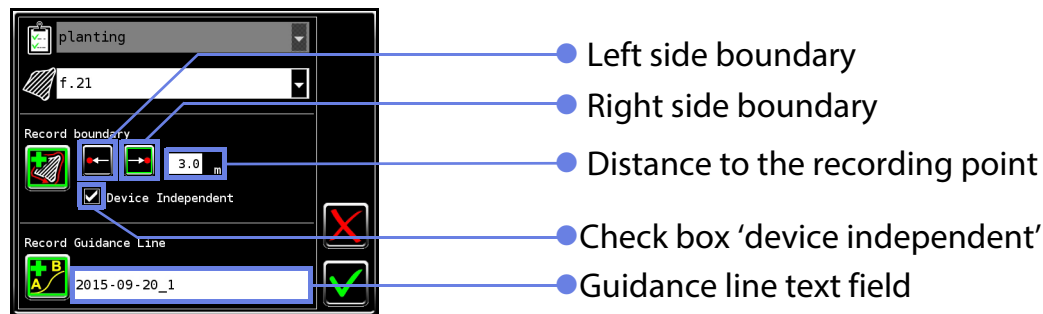 planting
f.21
Record boundary
3.0 m
Device Independent
Record Guidance Line
A B
2015-09-20_1
Left side boundary
Right side boundary
Distance to the recording point
Check box ‘device independent’
Guidance line text field